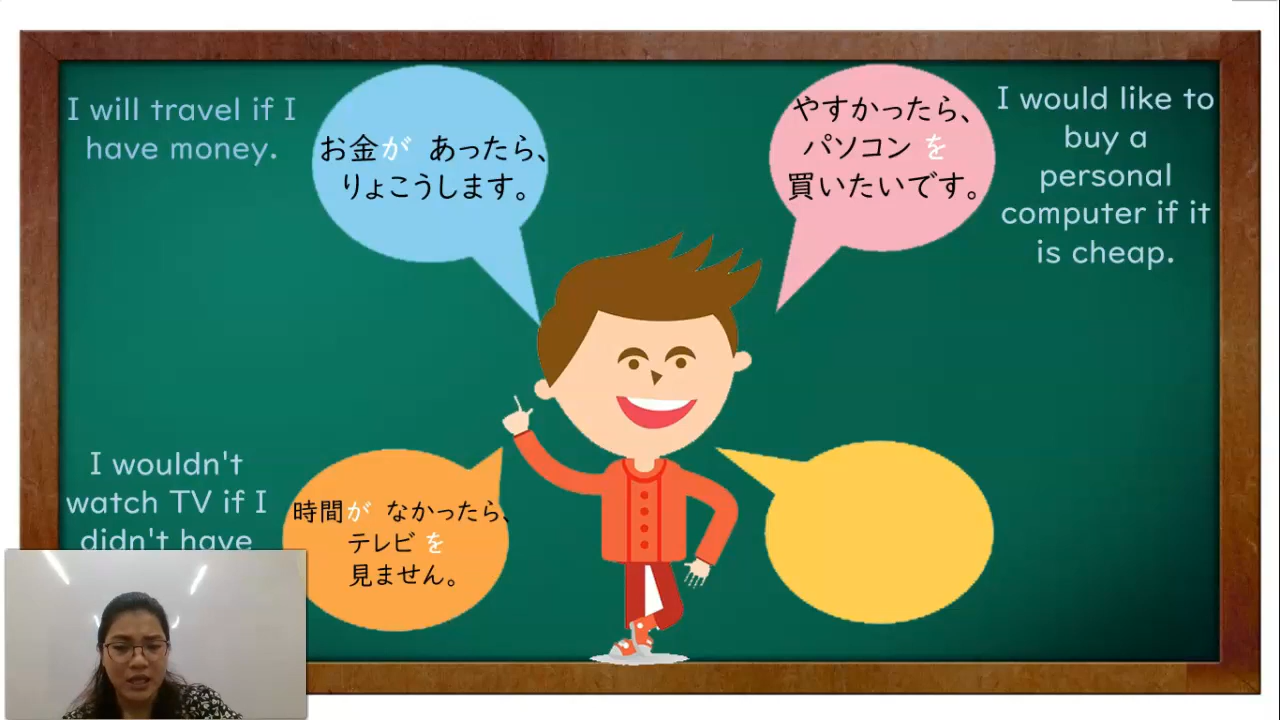 I will travel if I
have money.
お金が あったら、
りょこうします。
やすかったら、
パソコン を
買いたいです。
I would like to
buy a
personal
computer if it
is cheap.
I wouldn't
watch TV if I
didn't have
時間が なかったら、
テレビ を
見ません。